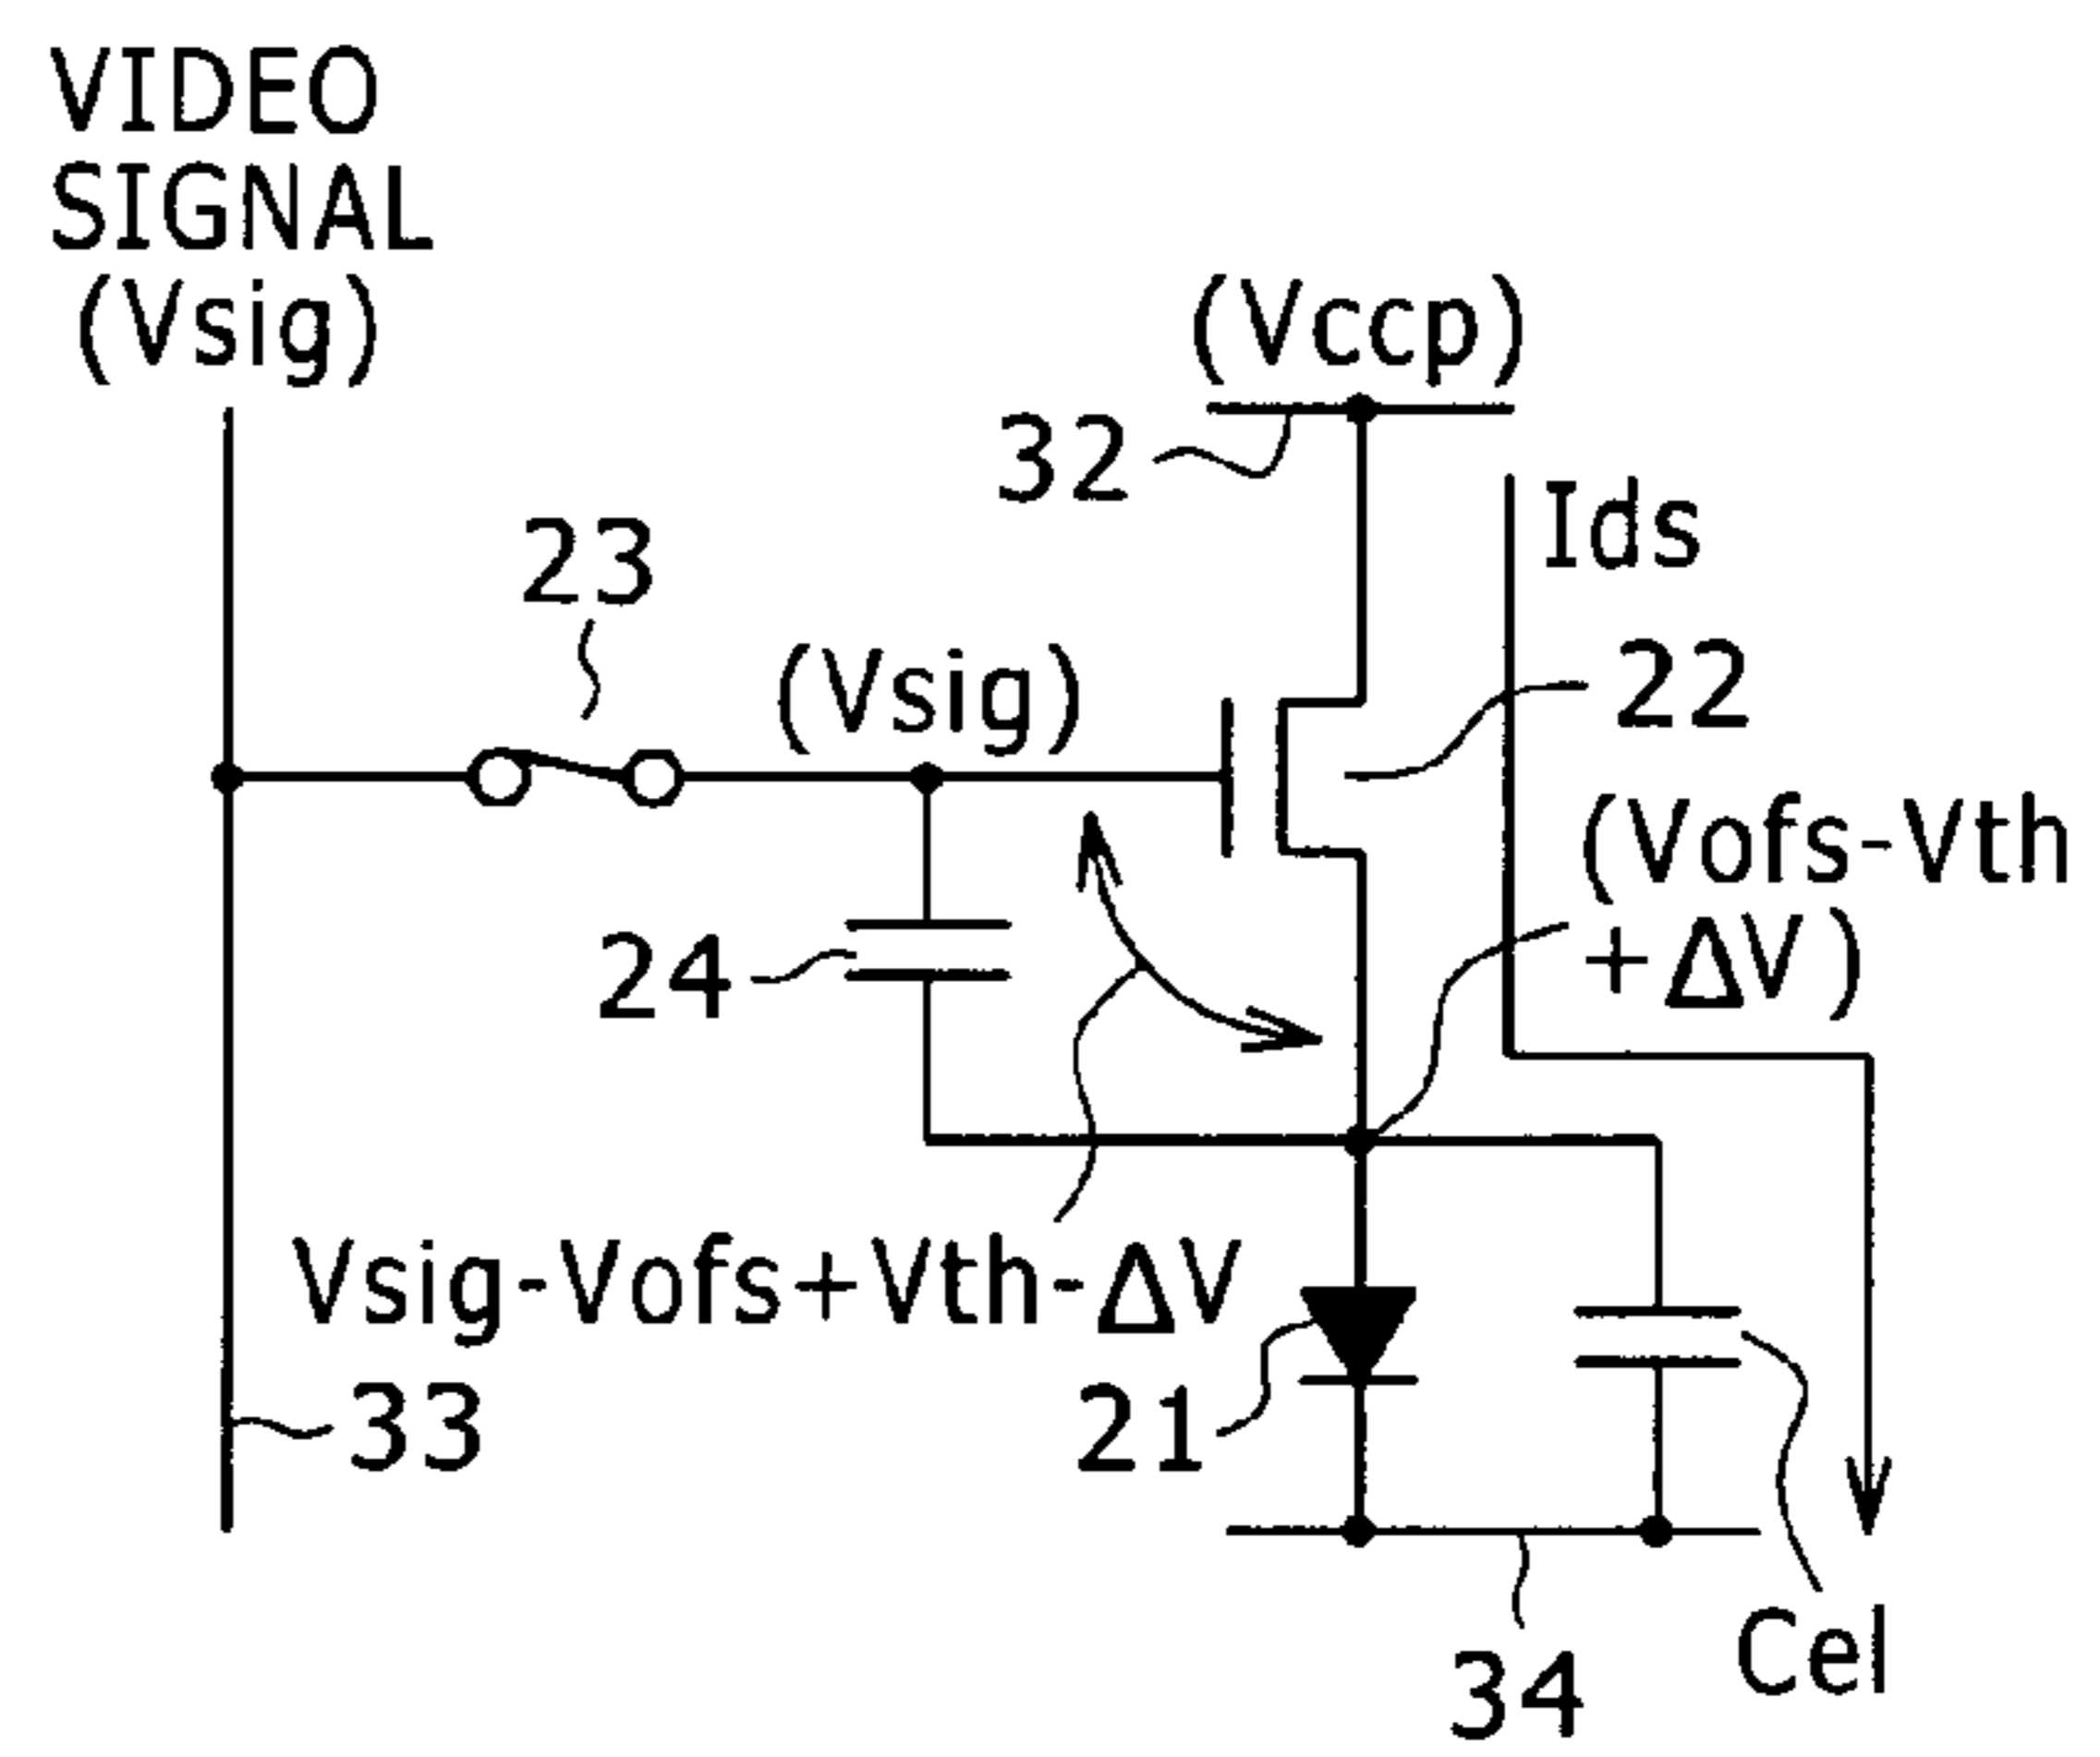 VIDEO
SIGNAL
(Vsig)
(Vccp)
32
Ids
23
22
(Vsig)
(Vofs-Vth
+ΔV)
24
Vsig-Vofs+Vth-ΔV
33
21
Cel
34